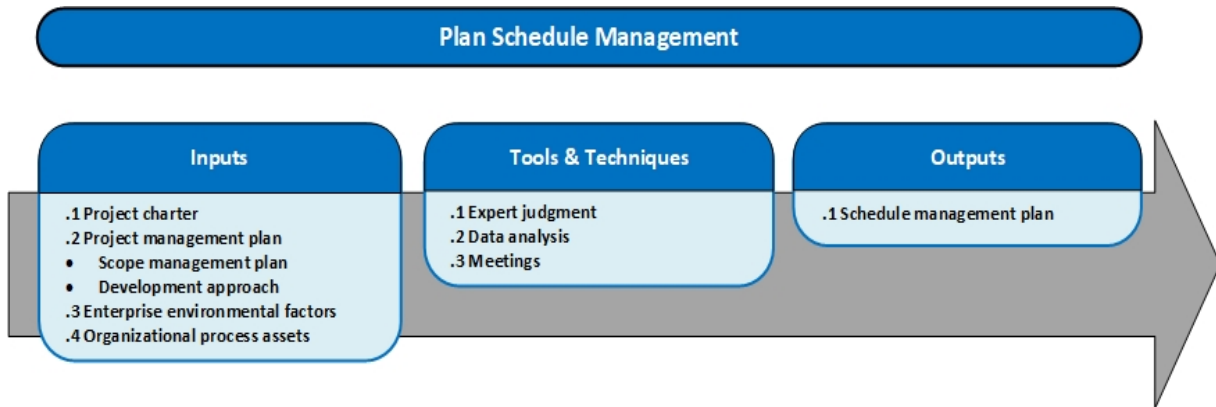 Plan Schedule Management
Inputs
.1 Project charter
.2 Project management plan
• Scope management plan
• Development approach
.3 Enterprise environmental factors
.4 Organizational process assets
Tools & Techniques
.1 Expert judgment
.2 Data analysis
.3 Meetings
Outputs
.1 Schedule management plan